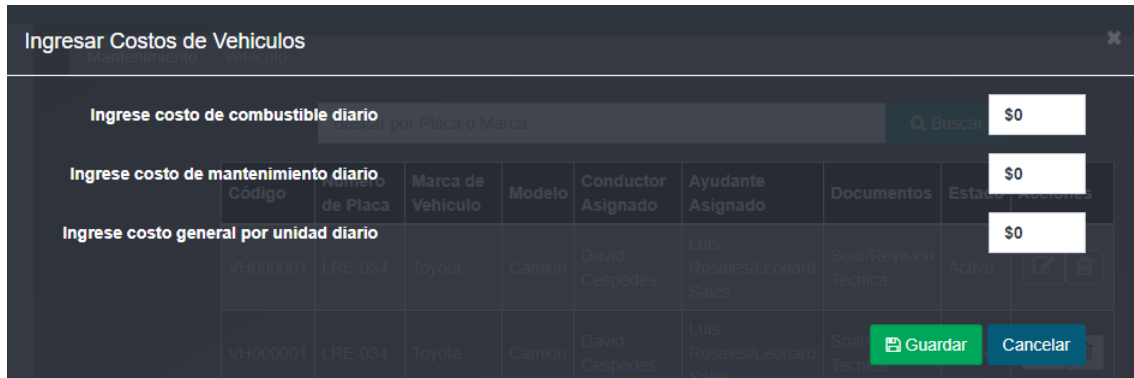 Ingresar Costos de Vehiculos
Mantenimiento Vehiculo
Ingrese costo de combustible diario
$0
Buscar por Placa o Marca
Buscar
Ingrese costo de mantenimiento diario
$0
Código
Número de Placa
Marca de Vehiculo
Modelo
Conductor Asignado
Ayudante Asignado
Documentos
Estado
Acciones
Ingrese costo general por unidad diario
$0
VH000001
LRE-034
Toyota
Camion
David Cespedes
Luis Rosales/Leonard Sales
Soat/Revision Tecnica
Activo
VH000001
LRE-034
Toyota
Camion
David Cespedes
Luis Rosales/Leonard
Guardar
Cancelar